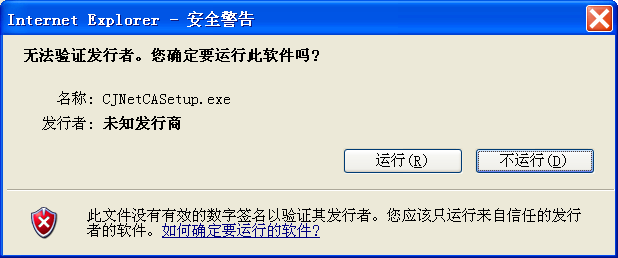 Internet Explorer - 安全警告
无法验证发行者。您确定要运行此软件吗?
名称: CJNetCASetup.exe
发行者: 未知发行商
运行(R) 不运行(D)
此文件没有有效的数字签名以验证其发行者。您应该只运行来自信任的发行
者的软件。如何确定要运行的软件?